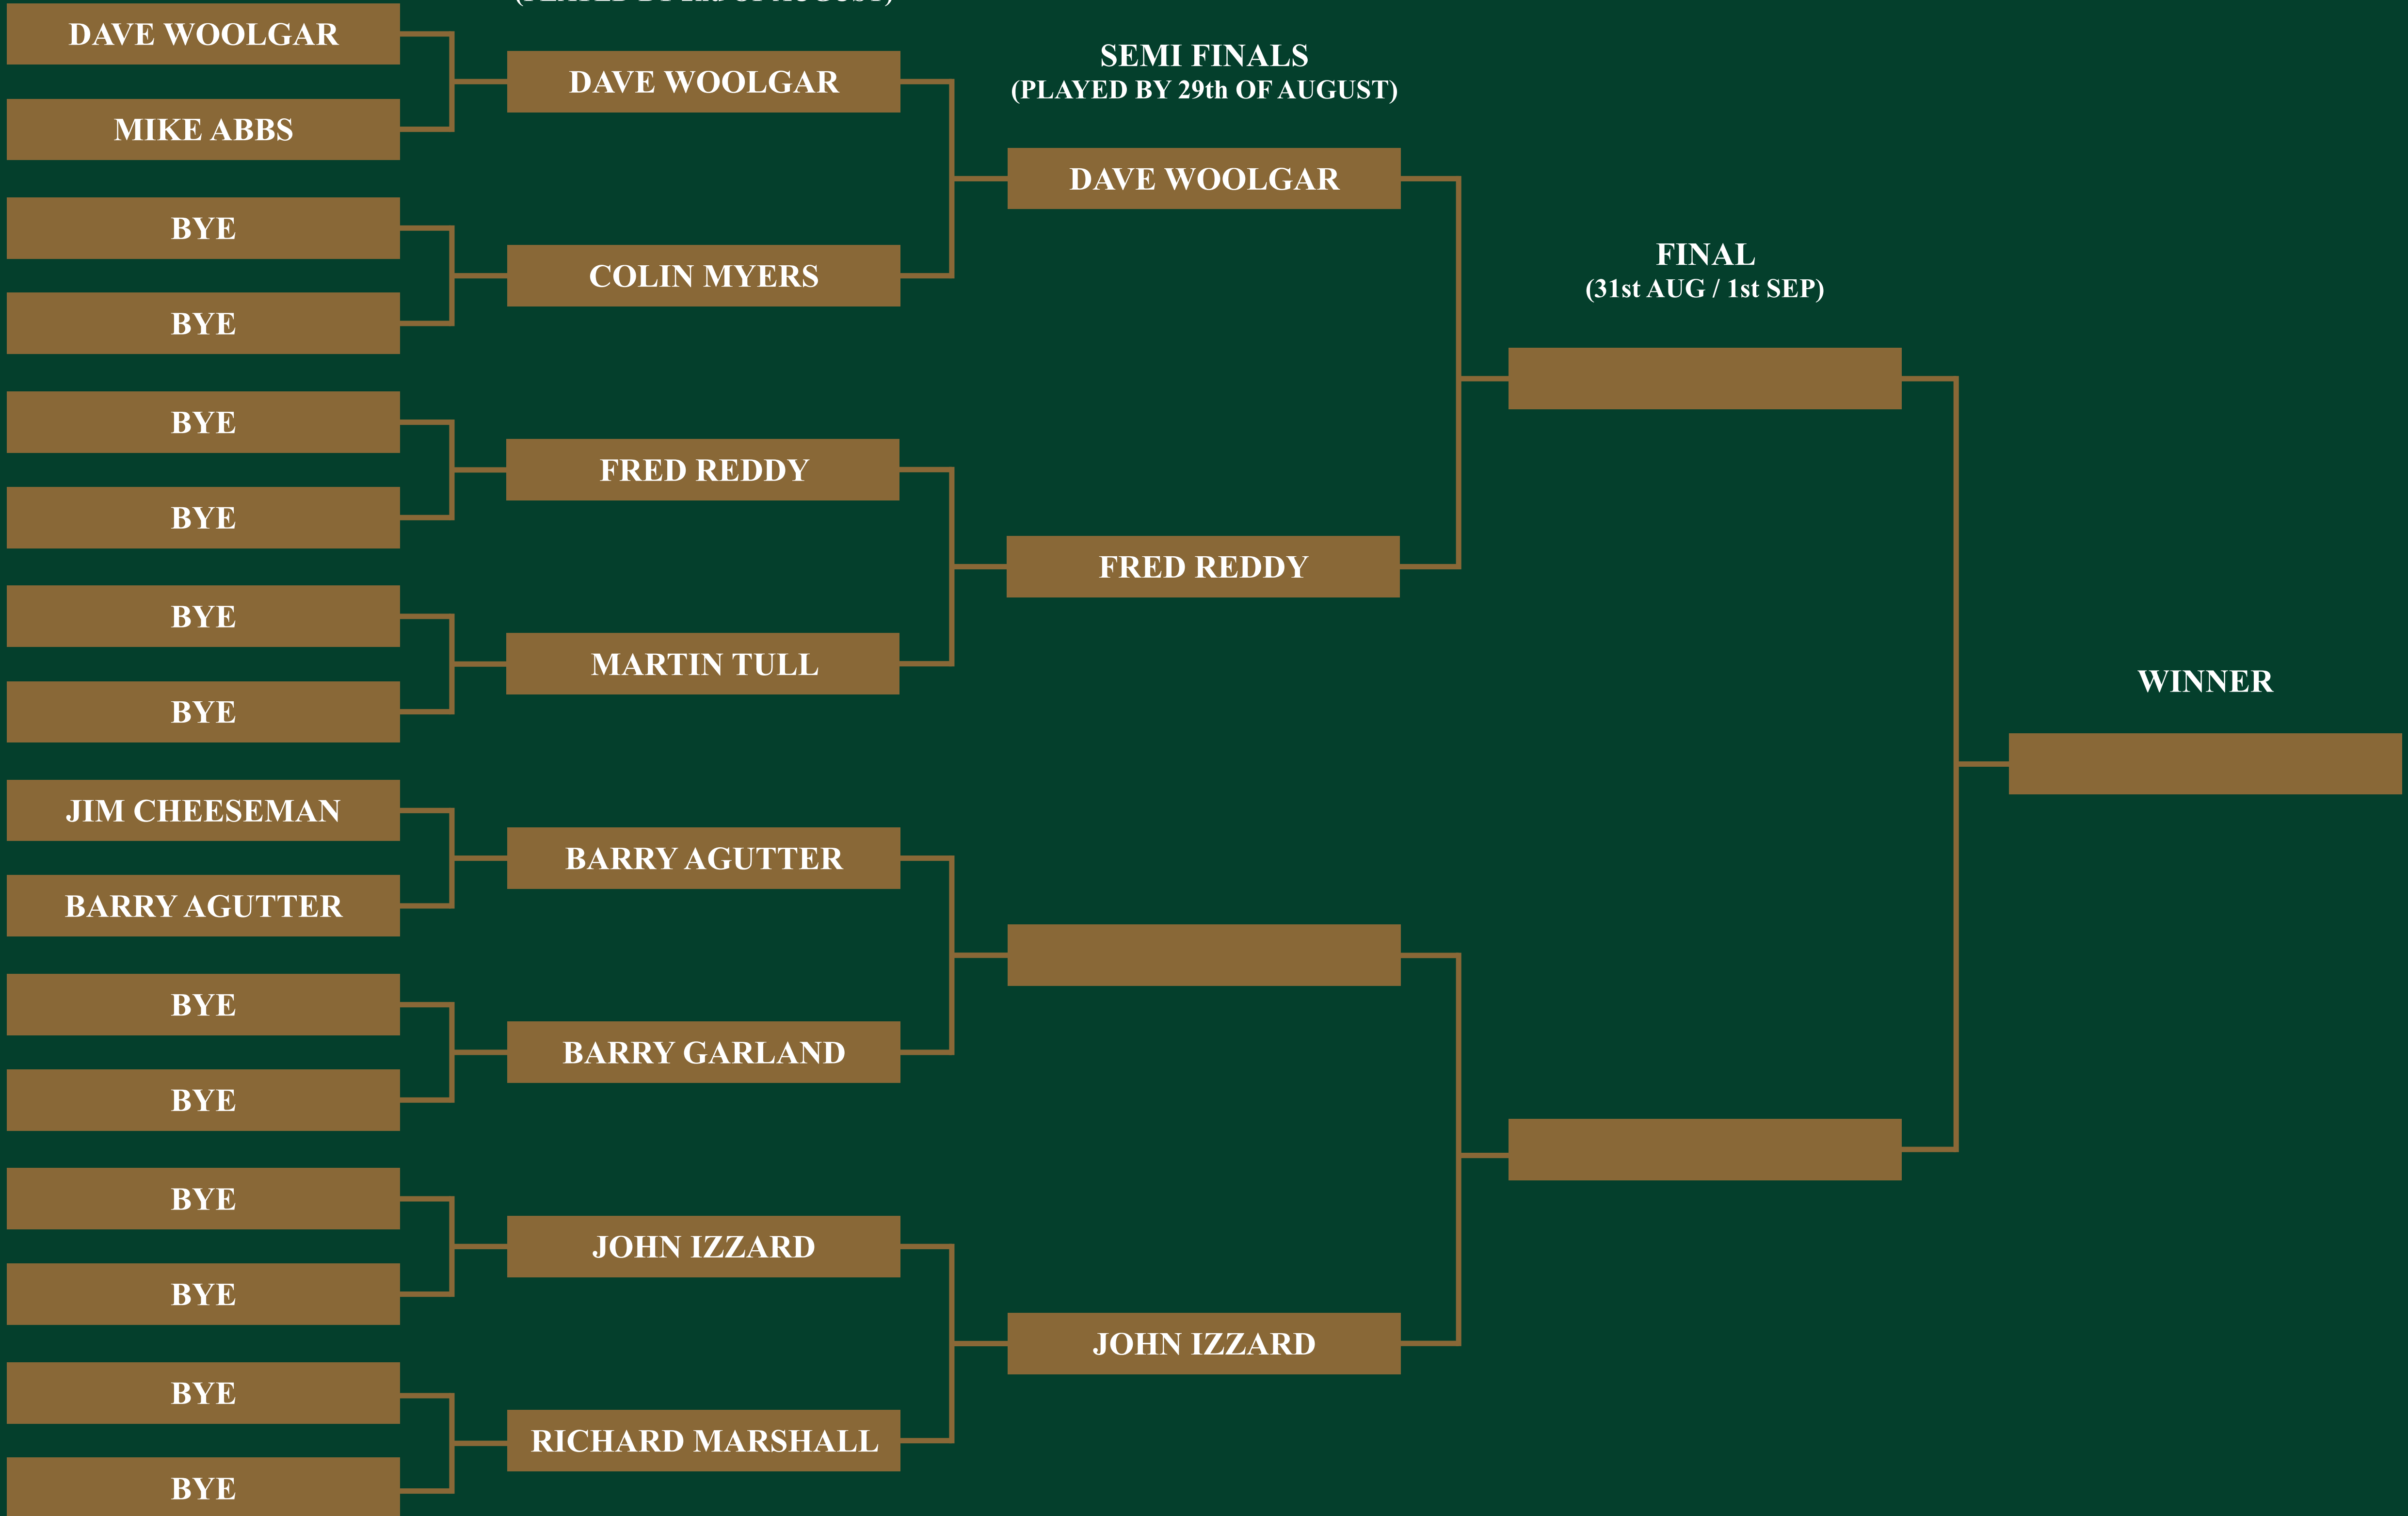 DAVE WOOLGAR
MIKE ABBS
BYE
BYE
BYE
BYE
BYE
BYE
JIM CHEESEMAN
BARRY AGUTTER
BYE
BYE
BYE
BYE
BYE
BYE
DAVE WOOLGAR
COLIN MYERS
FRED REDDY
MARTIN TULL
BARRY AGUTTER
BARRY GARLAND
JOHN IZZARD
RICHARD MARSHALL
SEMI FINALS
(PLAYED BY 29th OF AUGUST)
DAVE WOOLGAR
FRED REDDY
JOHN IZZARD
FINAL
(31st AUG / 1st SEP)
WINNER